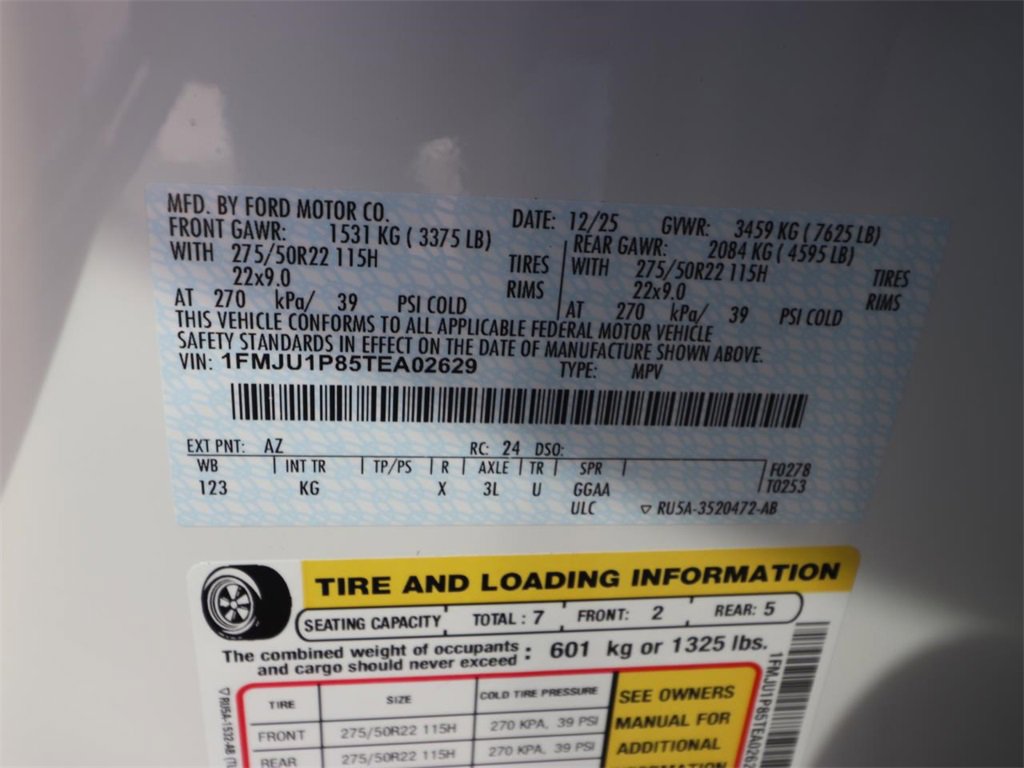 MFD. BY FORD MOTOR CO. DATE: 12/25 GVWR: 3459 KG ( 7625 LB)
FRONT GAWR: 1531 KG ( 3375 LB) REAR GAWR: 2084 KG ( 4595 LB)
WITH 275/50R22 115H TIRES WITH 275/50R22 115H TIRES
22x9.0 RIMS 22x9.0 RIMS
AT 270 kPa/ 39 PSI COLD AT 270 kPa/ 39 PSI COLD
THIS VEHICLE CONFORMS TO ALL APPLICABLE FEDERAL MOTOR VEHICLE
SAFETY STANDARDS IN EFFECT ON THE DATE OF MANUFACTURE SHOWN ABOVE.
VIN: 1FMJU1P85TEA02629 TYPE: MPV
EXT PNT: AZ RC: 24 DSO:
WB INT TR TP/PS R AXLE TR SPR F0278
123 KG X 3L U GGAA T0253
ULC ▽ RU5A-3520472-AB
TIRE AND LOADING INFORMATION
SEATING CAPACITY TOTAL : 7 FRONT: 2 REAR: 5
The combined weight of occupants and cargo should never exceed : 601 kg or 1325 lbs.
TIRE SIZE COLD TIRE PRESSURE SEE OWNERS
FRONT 275/50R22 115H 270 KPA, 39 PSI MANUAL FOR
REAR 275/50R22 115H 270 KPA, 39 PSI ADDITIONAL
1FMJU1P85TEA0262